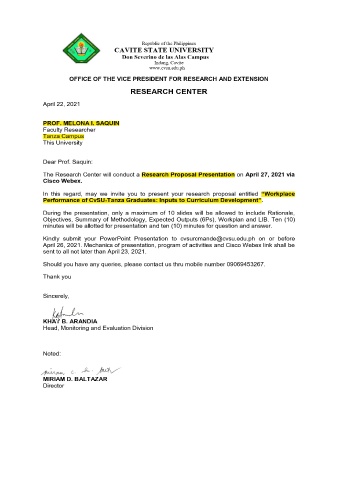 Republic of the Philippines
CAVITE STATE UNIVERSITY
Don Severino de las Alas Campus
Indang, Cavite
www.cvsu.edu.ph
OFFICE OF THE VICE PRESIDENT FOR RESEARCH AND EXTENSION
RESEARCH CENTER
April 22, 2021
PROF. MELONA I. SAQUIN
Faculty Researcher
Tanza Campus
This University
Dear Prof. Saquin:
The Research Center will conduct a Research Proposal Presentation on April 27, 2021 via
Cisco Webex.
In this regard, may we invite you to present your research proposal entitled "Workplace
Performance of CvSU-Tanza Graduates: Inputs to Curriculum Development".
During the presentation, only a maximum of 10 slides will be allowed to include Rationale,
Objectives, Summary of Methodology, Expected Outputs (6Ps), Workplan and LIB. Ten (10)
minutes will be allotted for presentation and ten (10) minutes for question and answer.
Kindly submit your PowerPoint Presentation to cvsurcmande@cvsu.edu.ph on or before
April 26, 2021. Mechanics of presentation, program of activities and Cisco Webex link shall be
sent to all not later than April 23, 2021.
Should you have any queries, please contact us thru mobile number 09069453267.
Thank you
Sincerely,
B. ARANDIA
Head, Monitoring and Evaluation Division
Noted:
MIRIAM D. BALTAZAR
Director